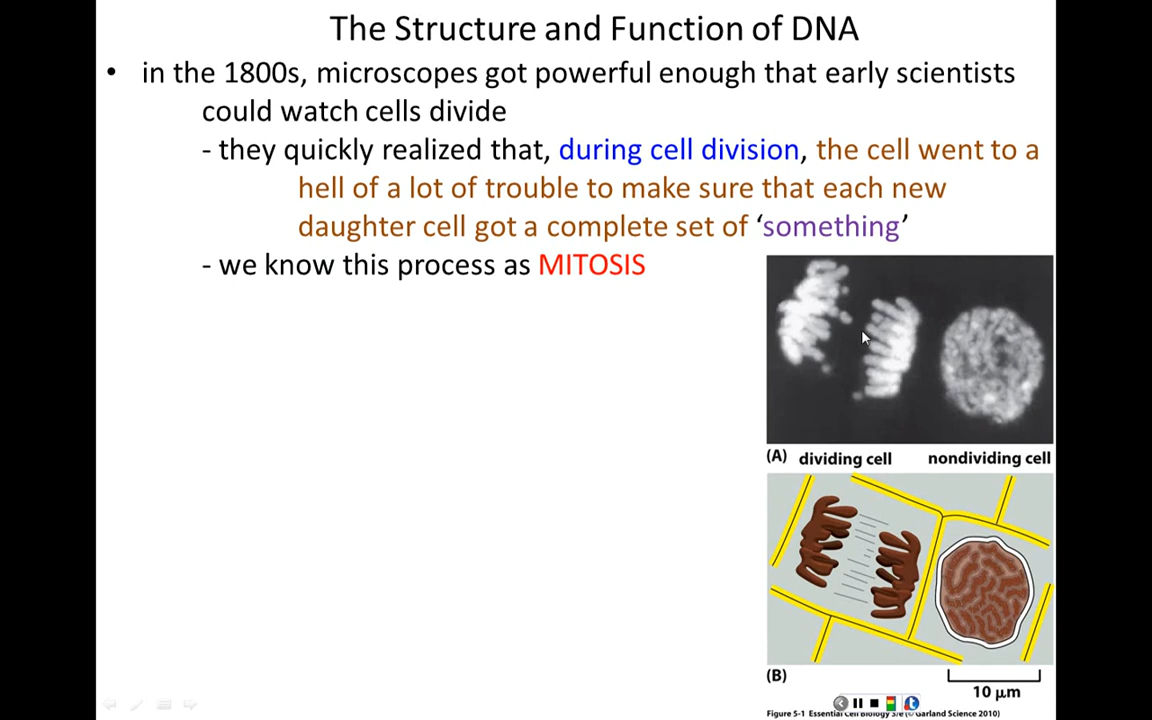 The Structure and Function of DNA
• in the 1800s, microscopes got powerful enough that early scientists
could watch cells divide
- they quickly realized that, during cell division, the cell went to a
hell of a lot of trouble to make sure that each new
daughter cell got a complete set of ‘something’
- we know this process as MITOSIS
(A) dividing cell nondividing cell
(B)
10 µm
Figure 5-1 Essential Cell Biology 3/e (© Garland Science 2010)